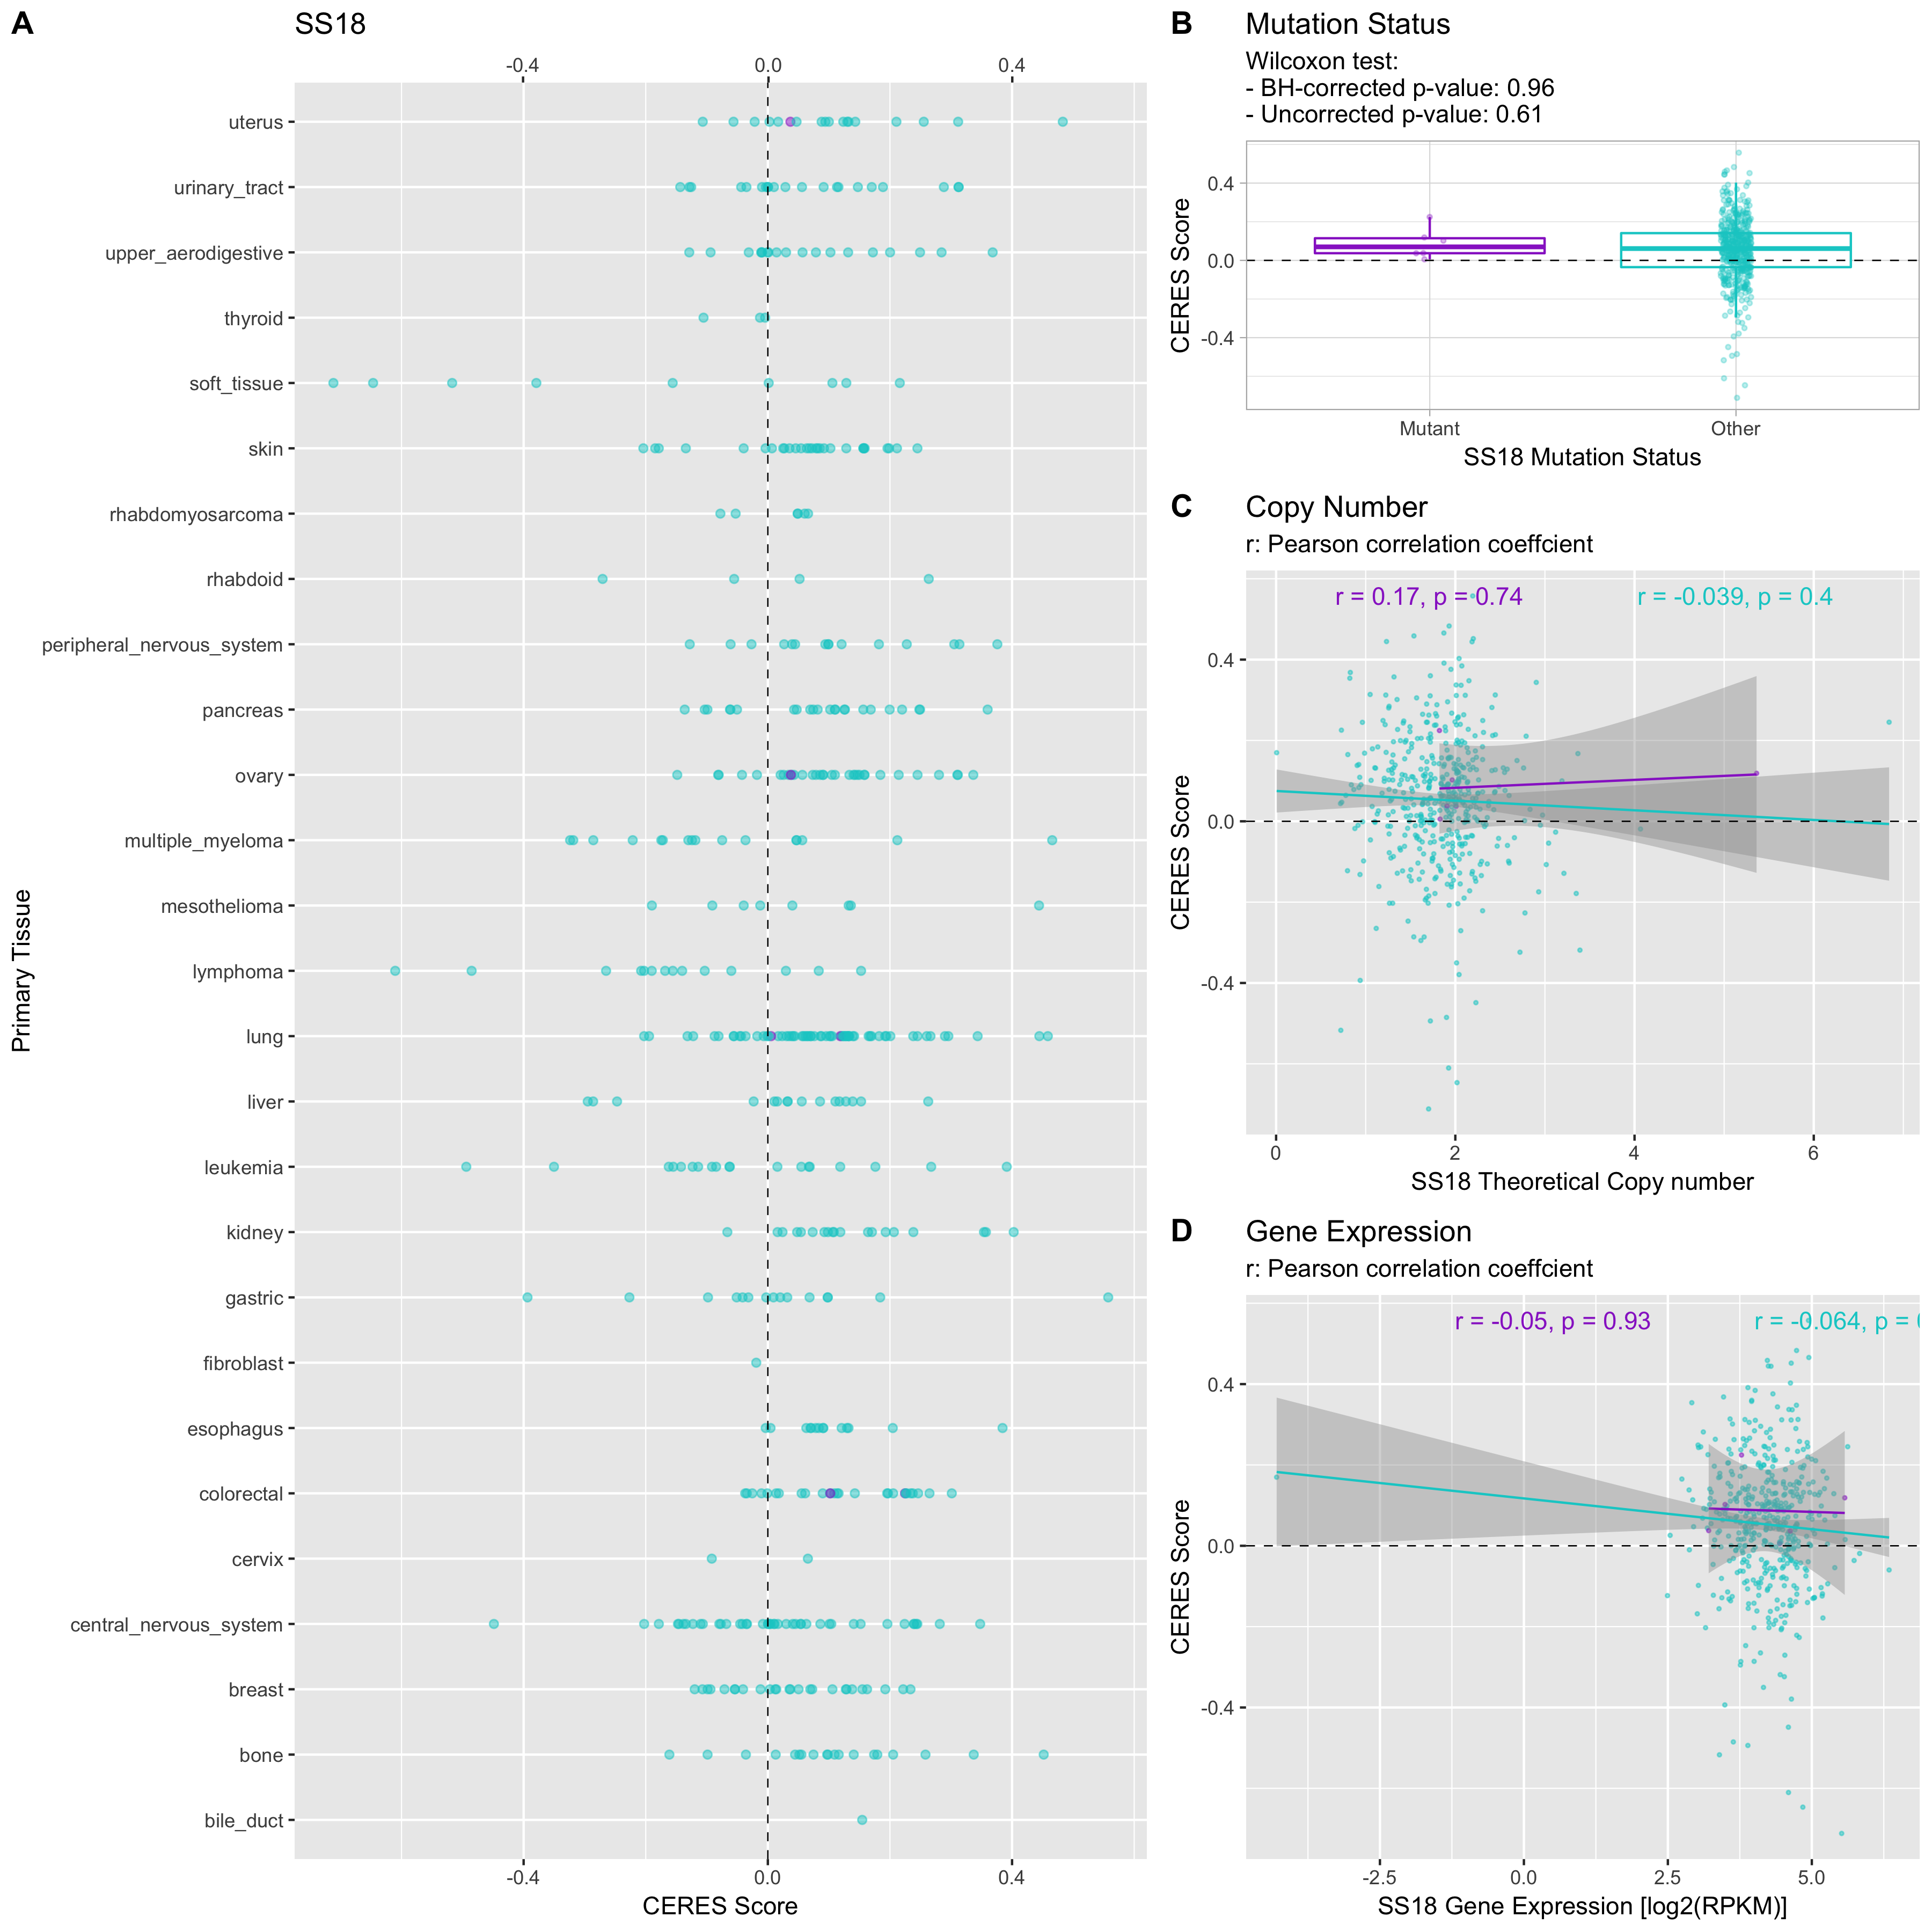 A
SS18
-0.4
0.0
0.4
uterus
urinary_tract
upper_aerodigestive
thyroid
soft_tissue
skin
rhabdomyosarcoma
rhabdoid
peripheral_nervous_system
pancreas
ovary
multiple_myeloma
mesothelioma
lymphoma
lung
liver
leukemia
kidney
gastric
fibroblast
esophagus
colorectal
cervix
central_nervous_system
breast
bone
bile_duct
Primary Tissue
-0.4
0.0
0.4
CERES Score
B
Mutation Status
Wilcoxon test:
- BH-corrected p-value: 0.96
- Uncorrected p-value: 0.61
0.4
0.0
-0.4
CERES Score
Mutant
Other
SS18 Mutation Status
C
Copy Number
r: Pearson correlation coeffcient
r = 0.17, p = 0.74
r = -0.039, p = 0.4
0.4
0.0
-0.4
CERES Score
0
2
4
6
SS18 Theoretical Copy number
D
Gene Expression
r: Pearson correlation coeffcient
r = -0.05, p = 0.93
r = -0.064, p =
0.4
0.0
-0.4
CERES Score
-2.5
0.0
2.5
5.0
SS18 Gene Expression [log2(RPKM)]